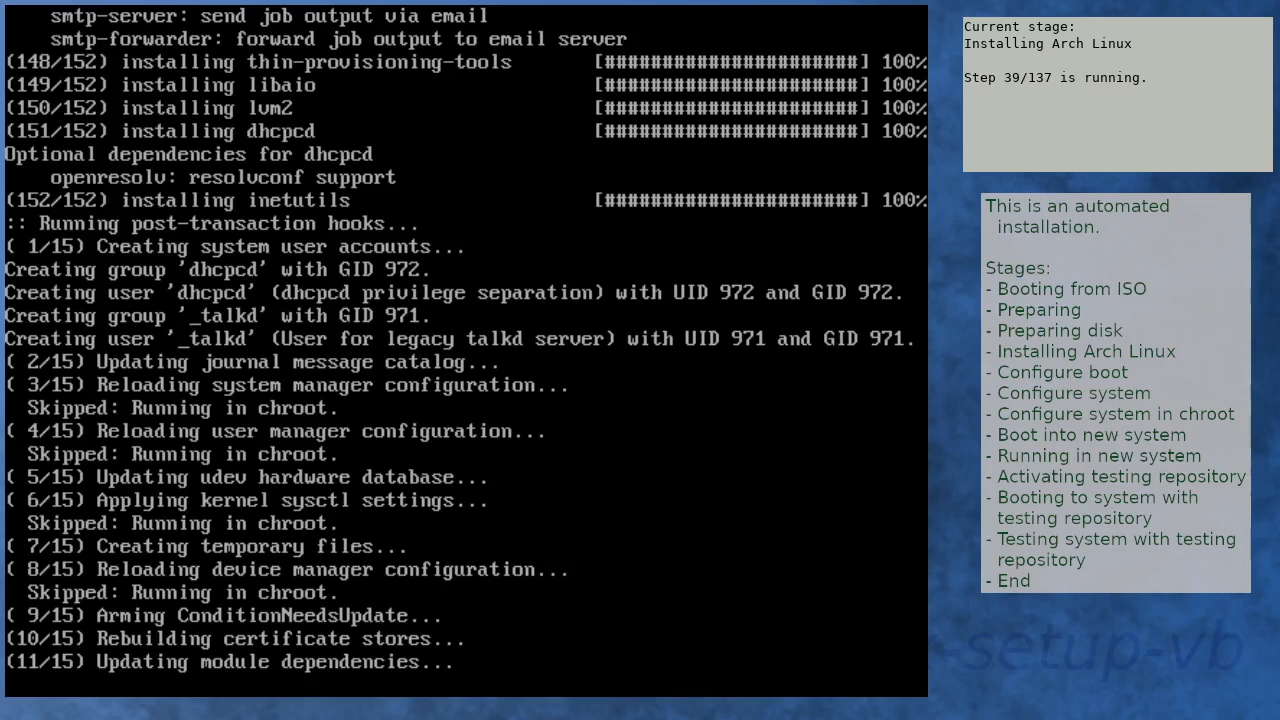 smtp-server: send job output via email
    smtp-forwarder: forward job output to email server
(148/152) installing thin-provisioning-tools       [######################] 100%
(149/152) installing libaio                        [######################] 100%
(150/152) installing lvm2                          [######################] 100%
(151/152) installing dhcpcd                        [######################] 100%
Optional dependencies for dhcpcd
    openresolv: resolvconf support
(152/152) installing inetutils                     [######################] 100%
:: Running post-transaction hooks...
( 1/15) Creating system user accounts...
Creating group 'dhcpcd' with GID 972.
Creating user 'dhcpcd' (dhcpcd privilege separation) with UID 972 and GID 972.
Creating group '_talkd' with GID 971.
Creating user '_talkd' (User for legacy talkd server) with UID 971 and GID 971.
( 2/15) Updating journal message catalog...
( 3/15) Reloading system manager configuration...
  Skipped: Running in chroot.
( 4/15) Reloading user manager configuration...
  Skipped: Running in chroot.
( 5/15) Updating udev hardware database...
( 6/15) Applying kernel sysctl settings...
  Skipped: Running in chroot.
( 7/15) Creating temporary files...
( 8/15) Reloading device manager configuration...
  Skipped: Running in chroot.
( 9/15) Arming ConditionNeedsUpdate...
(10/15) Rebuilding certificate stores...
(11/15) Updating module dependencies...
Current stage:
Installing Arch Linux
Step 39/137 is running.
This is an automated
installation.
Stages:
- Booting from ISO
- Preparing
- Preparing disk
- Installing Arch Linux
- Configure boot
- Configure system
- Configure system in chroot
- Boot into new system
- Running in new system
- Activating testing repository
- Booting to system with
testing repository
- Testing system with testing
repository
- End
-setup-vb